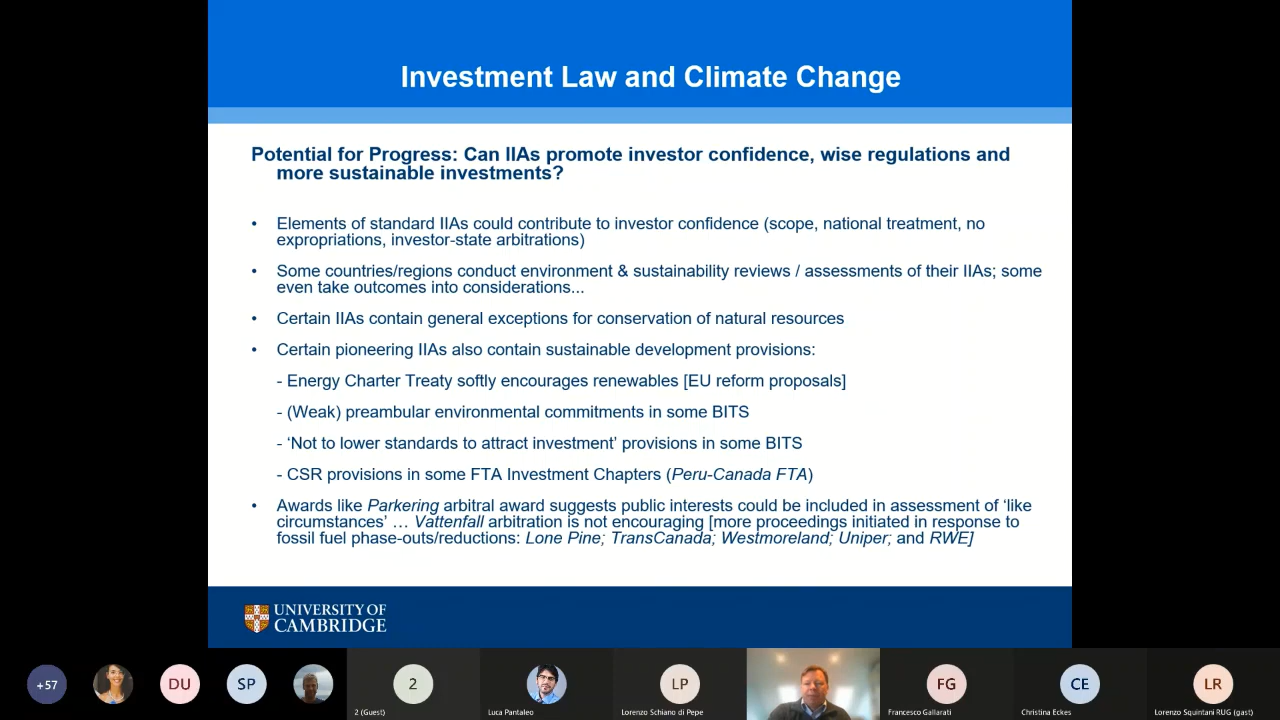 Investment Law and Climate Change
Potential for Progress: Can IIAs promote investor confidence, wise regulations and
more sustainable investments?
• Elements of standard IIAs could contribute to investor confidence (scope, national treatment, no
expropriations, investor-state arbitrations)
• Some countries/regions conduct environment & sustainability reviews / assessments of their IIAs; some
even take outcomes into considerations...
• Certain IIAs contain general exceptions for conservation of natural resources
• Certain pioneering IIAs also contain sustainable development provisions:
- Energy Charter Treaty softly encourages renewables [EU reform proposals]
- (Weak) preambular environmental commitments in some BITS
- ‘Not to lower standards to attract investment’ provisions in some BITS
- CSR provisions in some FTA Investment Chapters (Peru-Canada FTA)
• Awards like Parkering arbitral award suggests public interests could be included in assessment of ‘like
circumstances’ … Vattenfall arbitration is not encouraging [more proceedings initiated in response to
fossil fuel phase-outs/reductions: Lone Pine; TransCanada; Westmoreland; Uniper; and RWE]
UNIVERSITY OF
CAMBRIDGE
+57
DU
SP
2
LP
FG
CE
LR
2 (Guest)
Luca Pantaleo
Lorenzo Schiano di Pepe
Francesco Gallarati
Christina Eckes
Lorenzo Squintani RUG (gast)